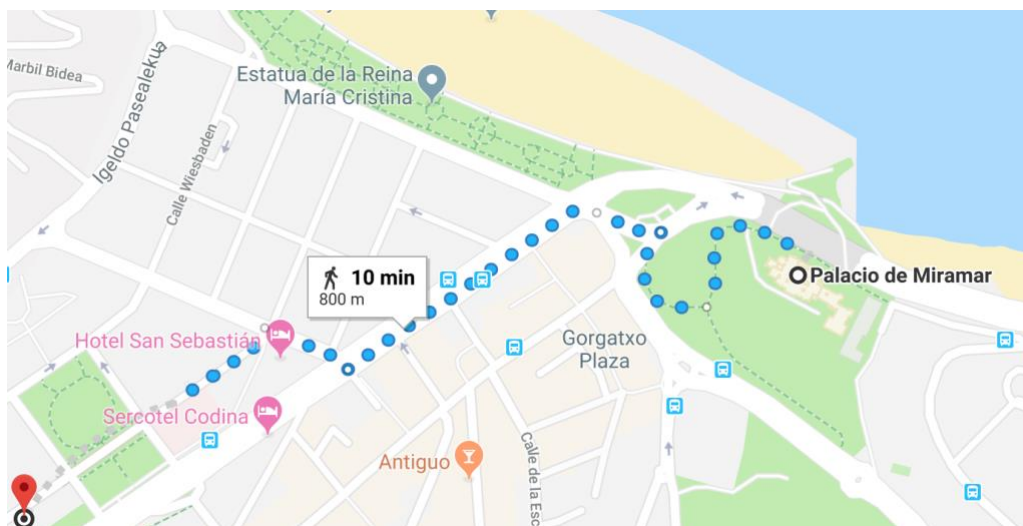 Marbil Bidea
Igeldo Pasealekua
Calle Wiesbaden
Estatua de la Reina
María Cristina
10 min
800 m
Palacio de Miramar
Hotel San Sebastián
Gorgatxo
Plaza
Sercotel Codina
Antiguo
Calle de la Esc